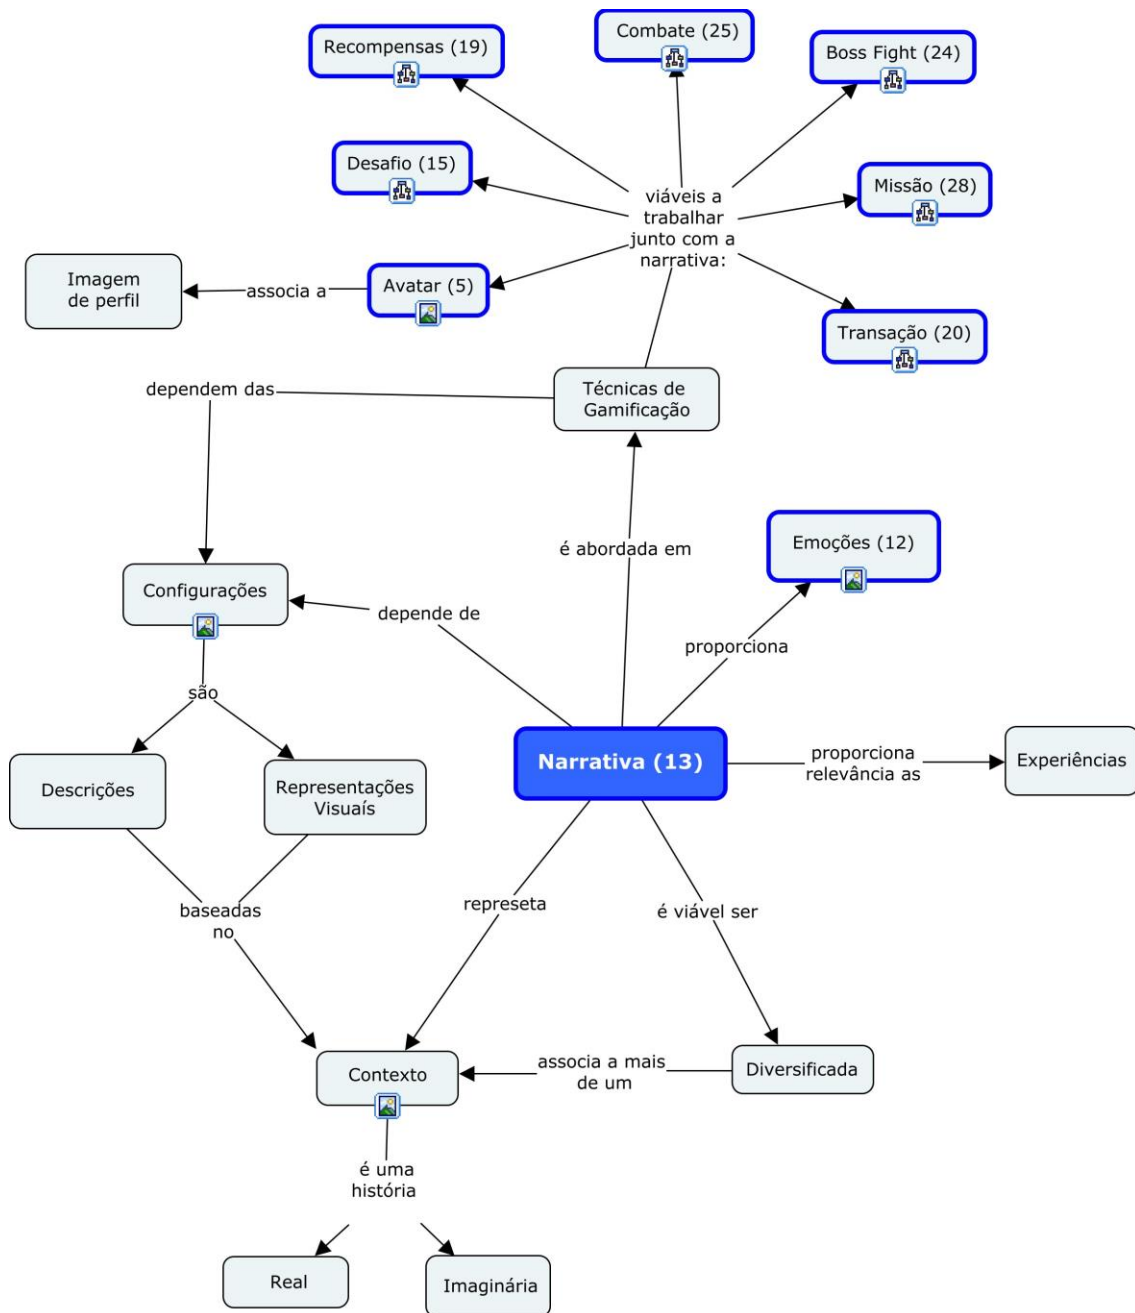 Recompensas (19)
Combate (25)
Boss Fight (24)
Desafio (15)
Missão (28)
viáveis a
trabalhar
junto com a
narrativa:
Imagem
de perfil
associa a
Avatar (5)
Transação (20)
dependem das
Técnicas de
Gamificação
é abordada em
Emoções (12)
Configurações
depende de
proporciona
são
Narrativa (13)
proporciona
relevância as
Experiências
Descrições
Representações
Visuaís
baseadas
no
represeta
é viável ser
Contexto
associa a mais
de um
Diversificada
é uma
história
Real
Imaginária